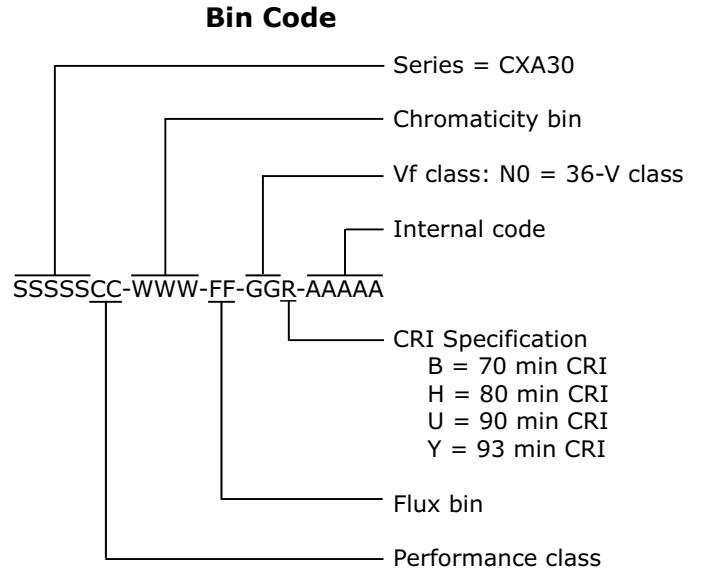 Bin Code
Series = CXA30
Chromaticity bin
Vf class: N0 = 36-V class
Internal code
SSSSSCC-WWW-FF-GGR-AAAAA
CRI Specification
B = 70 min CRI
H = 80 min CRI
U = 90 min CRI
Y = 93 min CRI
Flux bin
Performance class